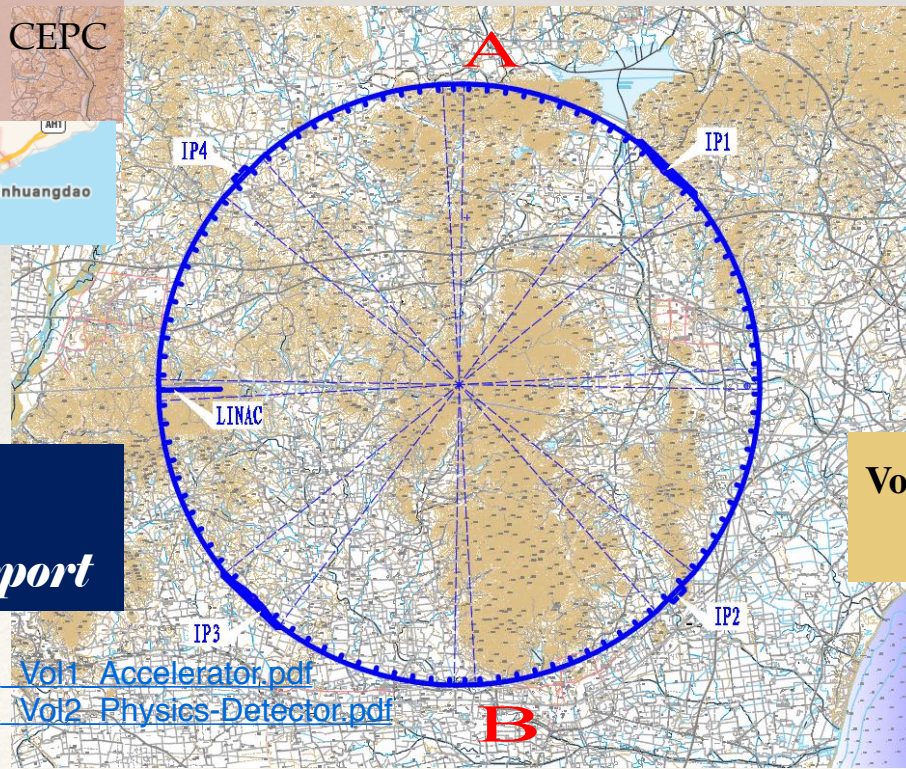 CEPC
A
AH1
IP4
IP1
nhuangdao
LINAC
Vo
port
IP3
IP2
Vol1_Accelerator.pdf
Vol2_Physics-Detector.pdf
B